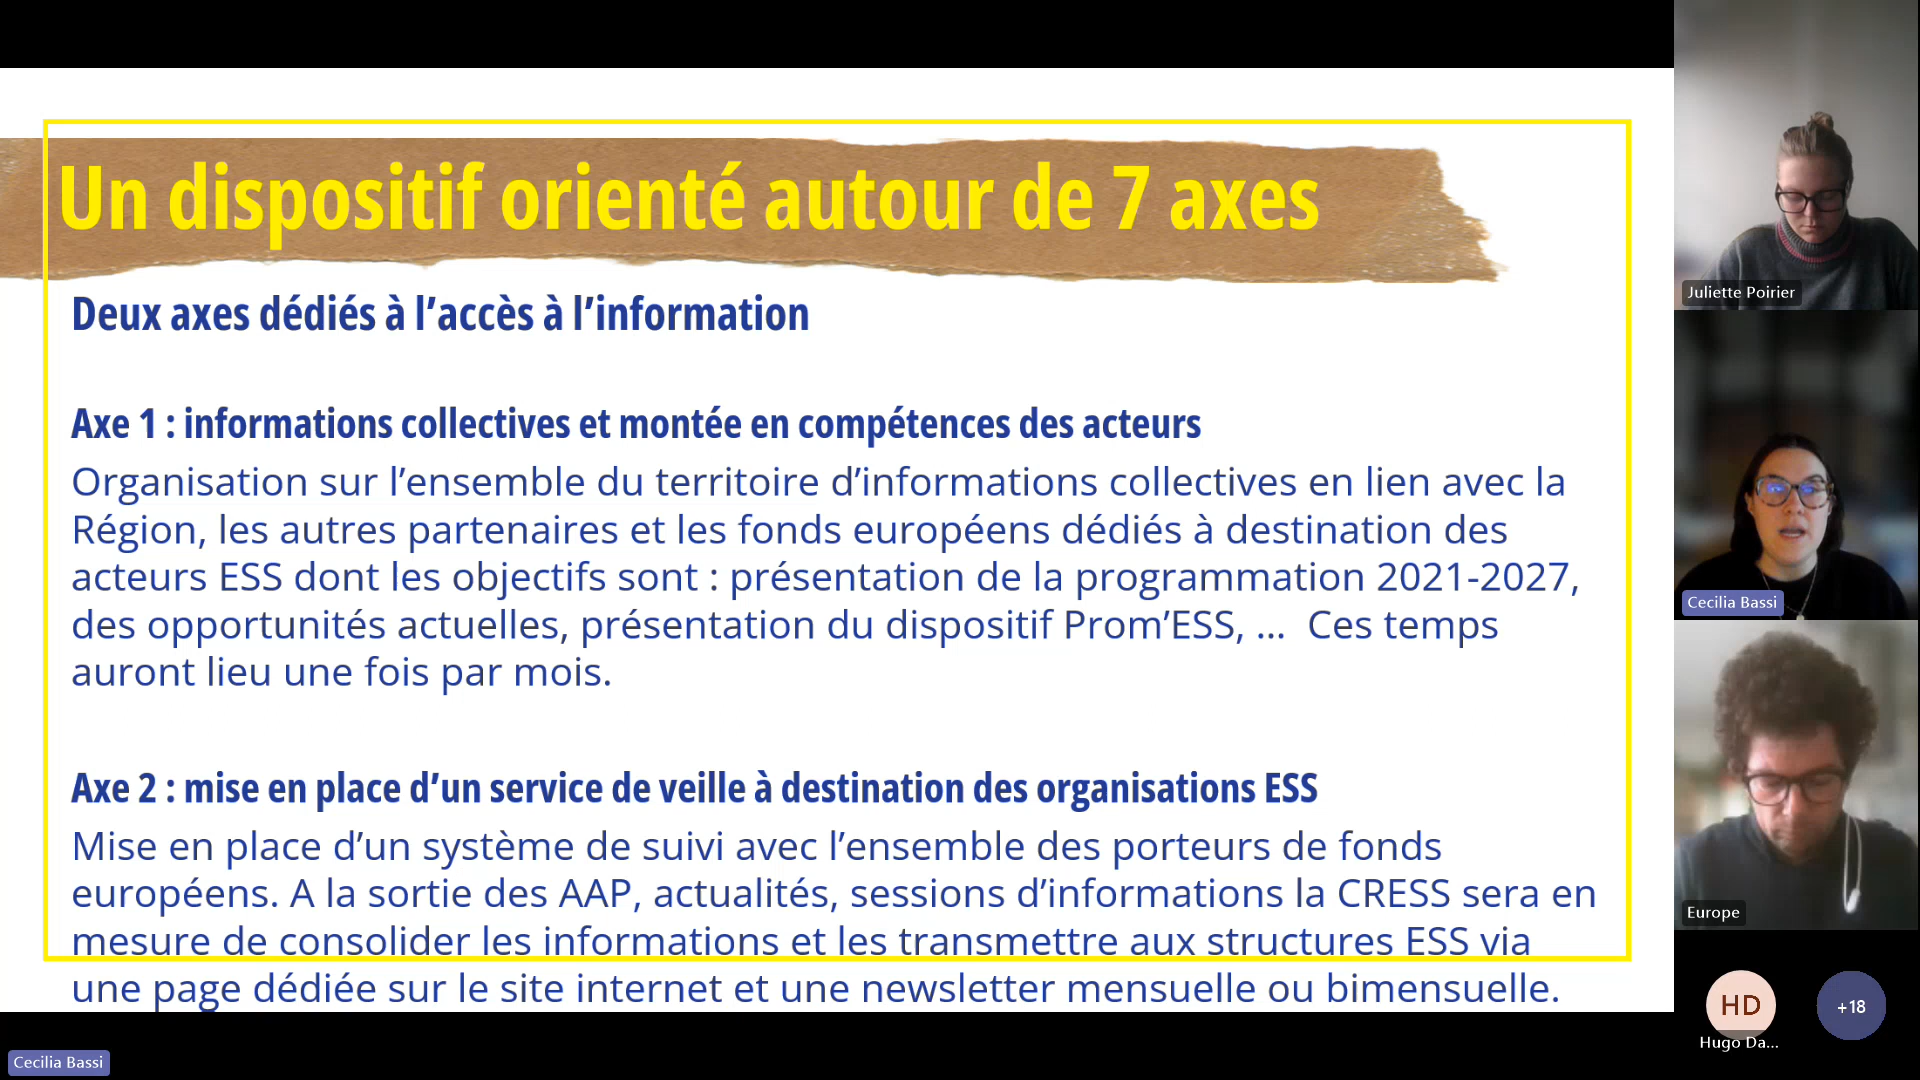 Un dispositif orienté autour de 7 axes
Deux axes dédiés à l’accès à l’information
Axe 1 : informations collectives et montée en compétences des acteurs
Organisation sur l’ensemble du territoire d’informations collectives en lien avec la
Région, les autres partenaires et les fonds européens dédiés à destination des
acteurs ESS dont les objectifs sont : présentation de la programmation 2021-2027,
des opportunités actuelles, présentation du dispositif Prom’ESS, ... Ces temps
auront lieu une fois par mois.
Axe 2 : mise en place d’un service de veille à destination des organisations ESS
Mise en place d’un système de suivi avec l’ensemble des porteurs de fonds
européens. A la sortie des AAP, actualités, sessions d’informations la CRESS sera en
mesure de consolider les informations et les transmettre aux structures ESS via
une page dédiée sur le site internet et une newsletter mensuelle ou bimensuelle.
Cecilia Bassi
Juliette Poirier
Cecilia Bassi
Europe
HD
Hugo Da...
+18